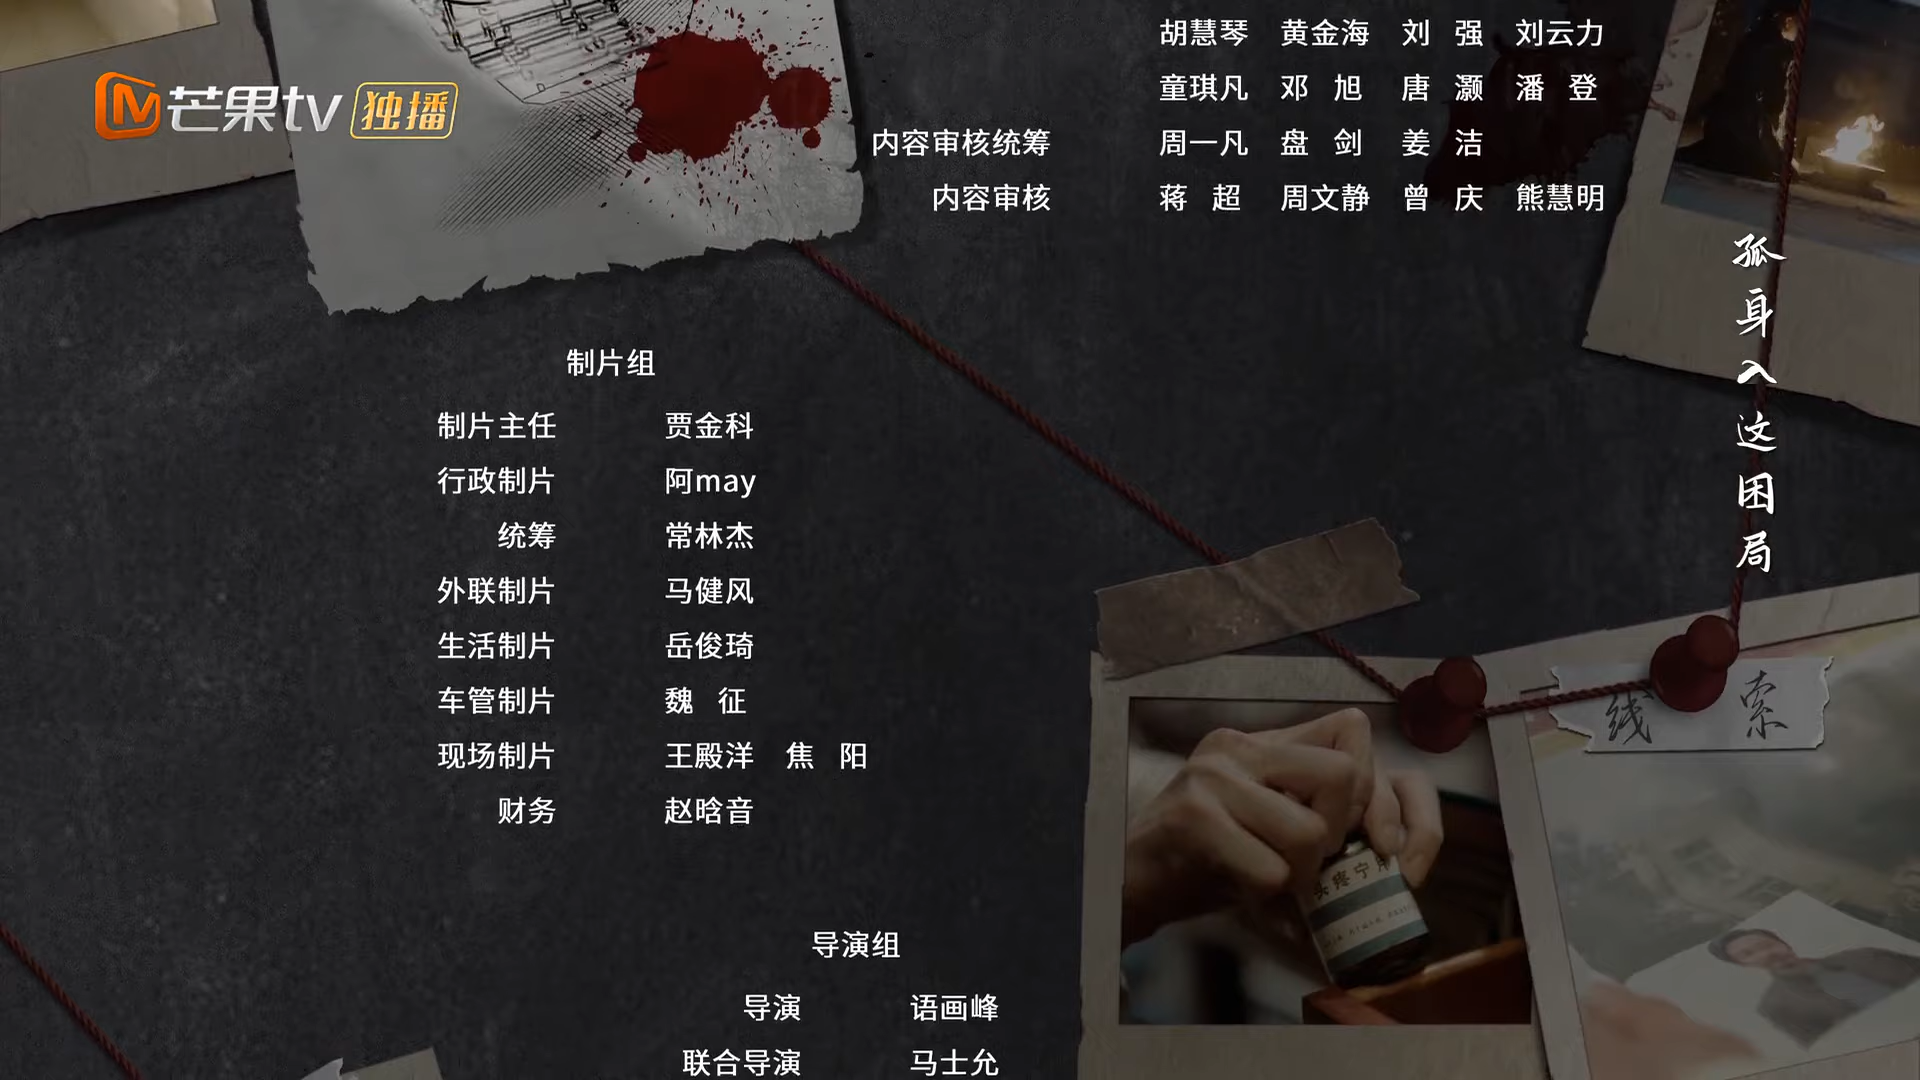 胡慧琴 黄金海 刘 强 刘云力
芒果tv 独播
童琪凡 邓 旭 唐 灏 潘 登
内容审核统筹 周一凡 盘 剑 姜 洁
内容审核 蒋 超 周文静 曾 庆 熊慧明
孤身入这困局
制片组
制片主任 贾金科
行政制片 阿may
统筹 常林杰
外联制片 马健风
生活制片 岳俊琦
车管制片 魏 征
现场制片 王殿洋 焦 阳
财务 赵晗音
线 索
头疼宁片
导演组
导演 语画峰
联合导演 马士允